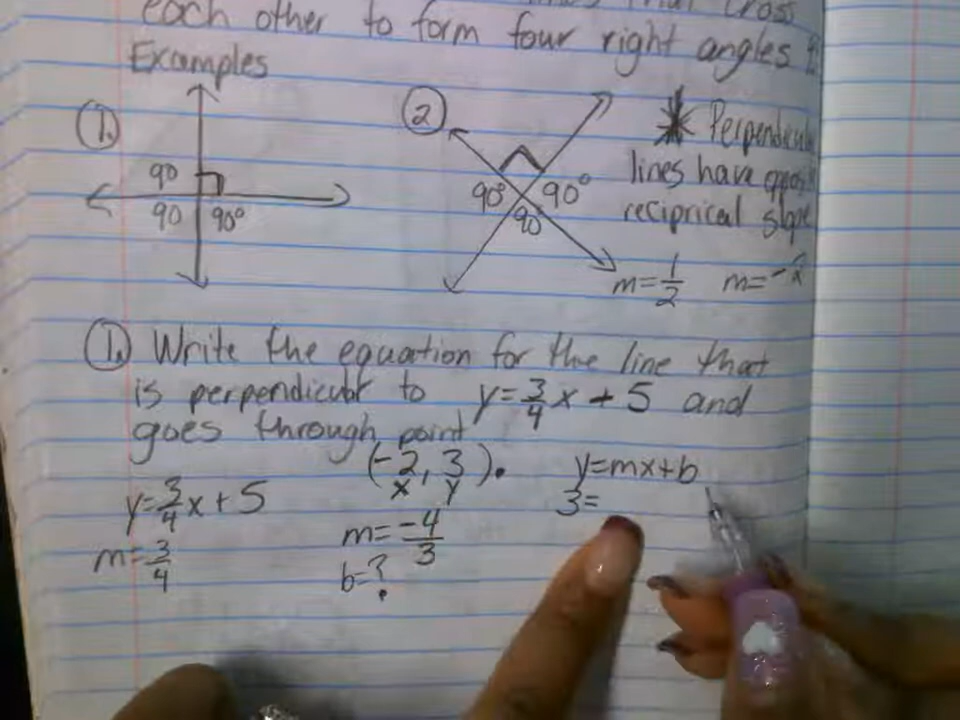 each other to form four right angles
Examples
1.
90
90 90°
2
90° 90°
90
Perpendicular
lines have
reciprical slope
m=1/2 m=-2
1. Write the equation for the line that
is perpendicular to y=3/4x+5 and
goes through point
(-2, 3).
x y
y=3/4x+5
m=3/4
m=-4/3
b=?
y=mx+b
3=